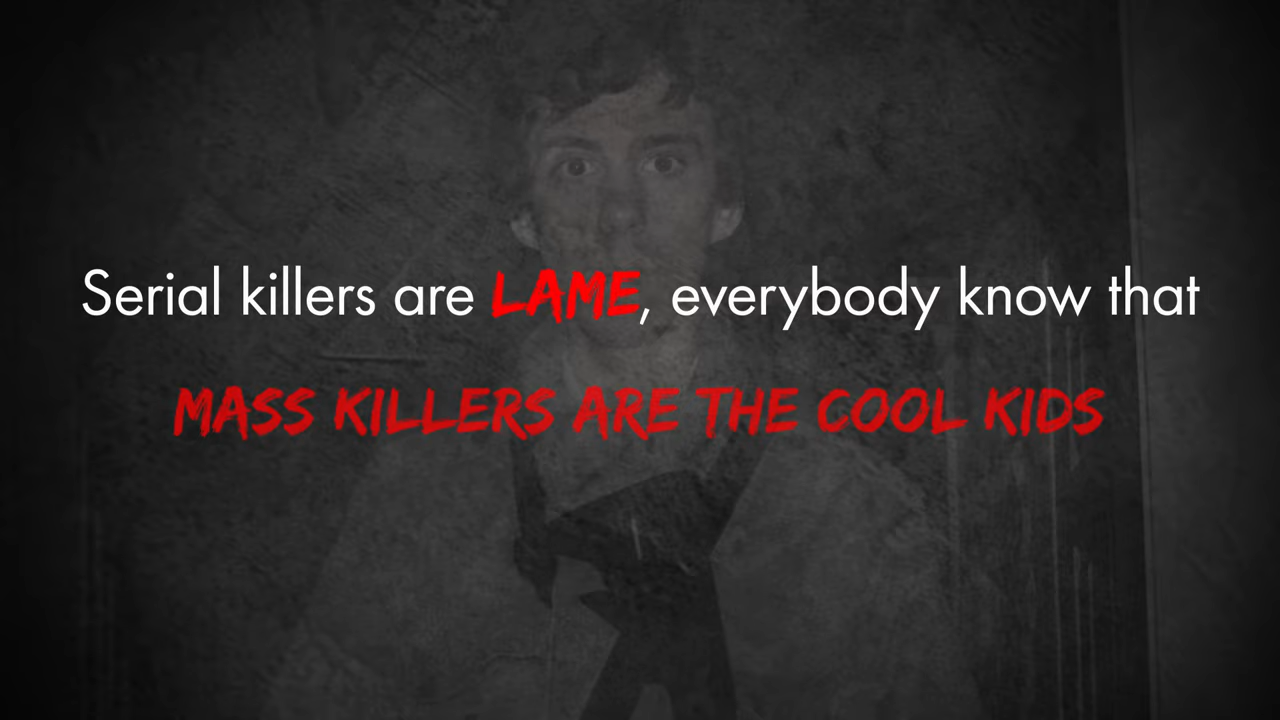 Serial killers are LAME, everybody know that
MASS KILLERS ARE THE COOL KIDS